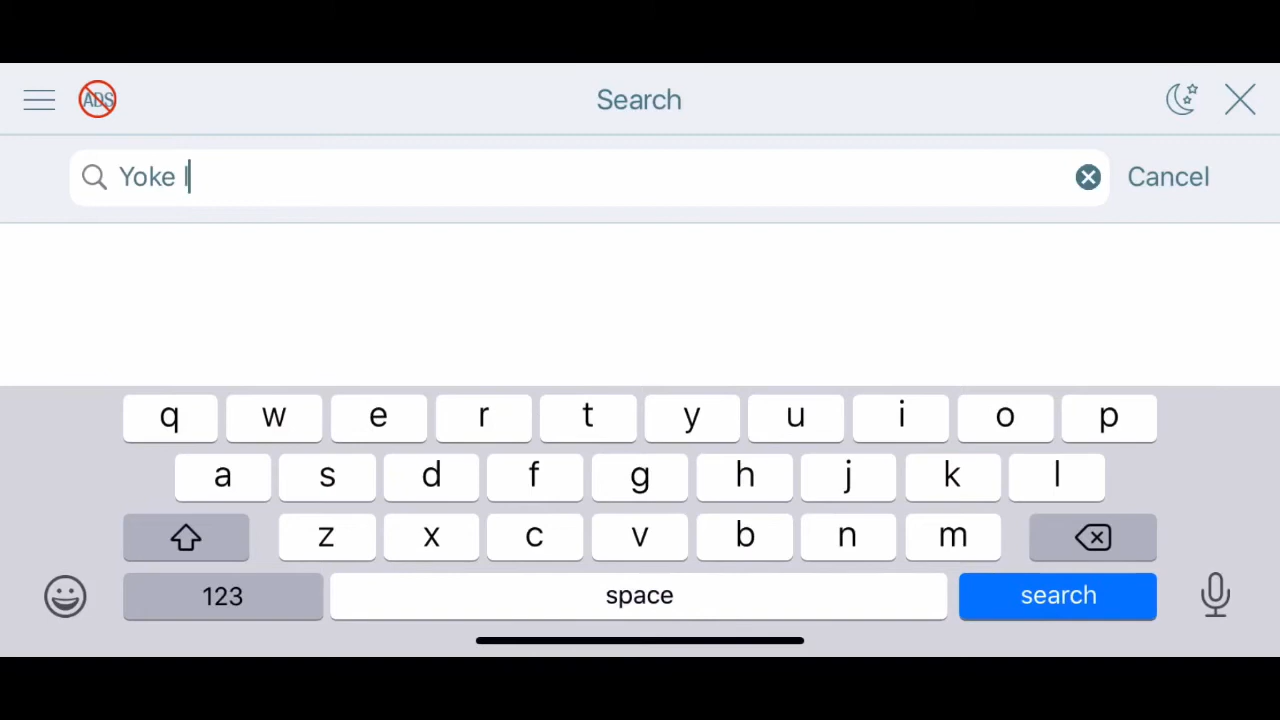 ADS
Search
Yoke l
Cancel
q w e r t y u i o p
a s d f g h j k l
z x c v b n m
123 space search